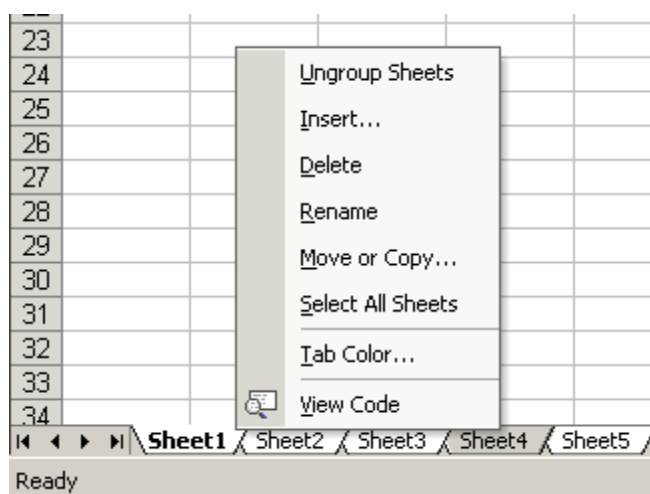 23
24
25
26
27
28
29
30
31
32
33
34
Ungroup Sheets
Insert...
Delete
Rename
Move or Copy...
Select All Sheets
Tab Color...
View Code
Sheet1 Sheet2 Sheet3 Sheet4 Sheet5
Ready